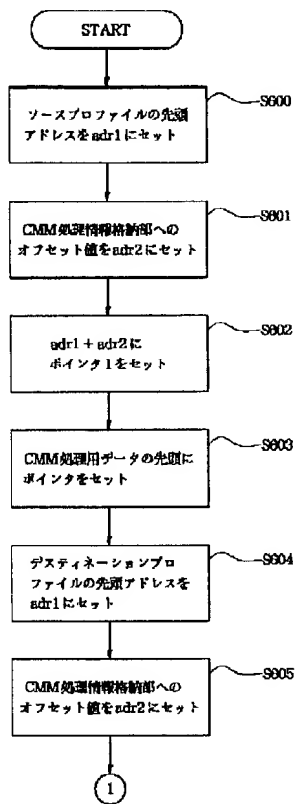 START
ソースプロファイルの先頭
アドレスをadr1にセット
S600
CMM処理情報格納部への
オフセット値をadr2にセット
S601
adr1+adr2に
ポインタ1をセット
S602
CMM処理用データの先頭に
ポインタをセット
S603
デスティネーションプロ
ファイルの先頭アドレスを
adr1にセット
S604
CMM処理情報格納部への
オフセット値をadr2にセット
S605
1